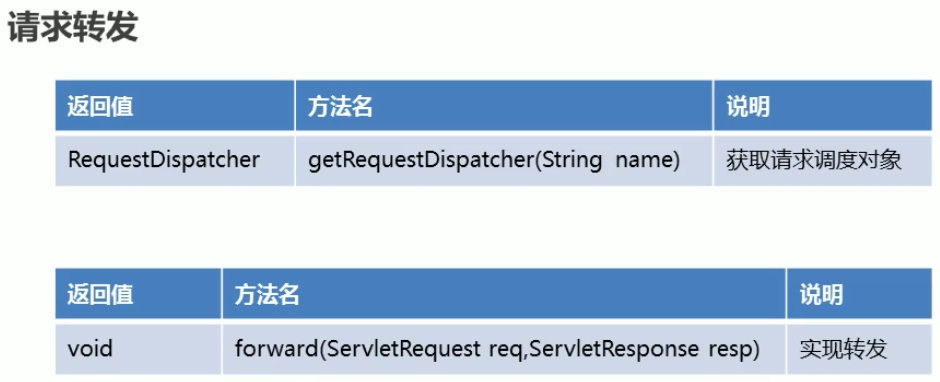 请求转发
返回值 方法名 说明
RequestDispatcher getRequestDispatcher(String name) 获取请求调度对象
返回值 方法名 说明
void forward(ServletRequest req,ServletResponse resp) 实现转发